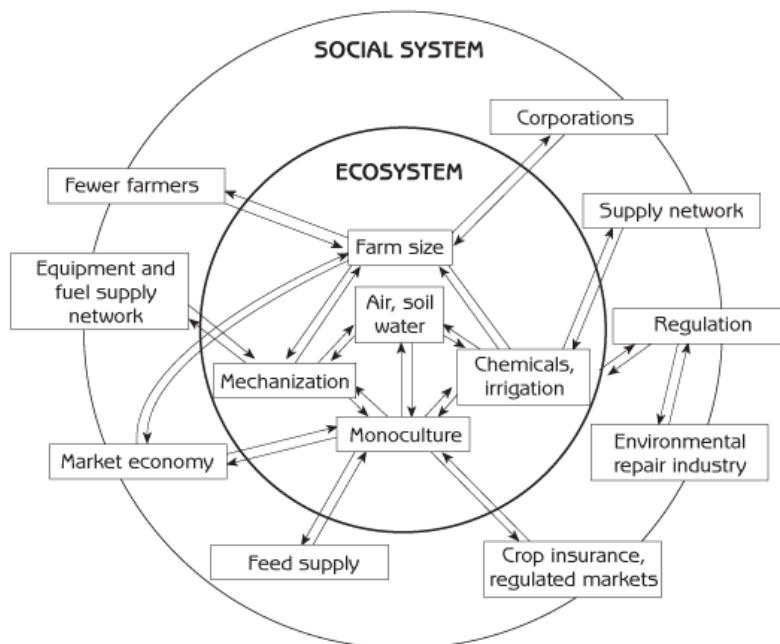 SOCIAL SYSTEM
Corporations
ECOSYSTEM
Fewer farmers
Supply network
Farm size
Equipment and
fuel supply
network
Air, soil
water
Regulation
Chemicals,
irrigation
Mechanization
Monoculture
Market economy
Environmental
repair industry
Feed supply
Crop insurance,
regulated markets